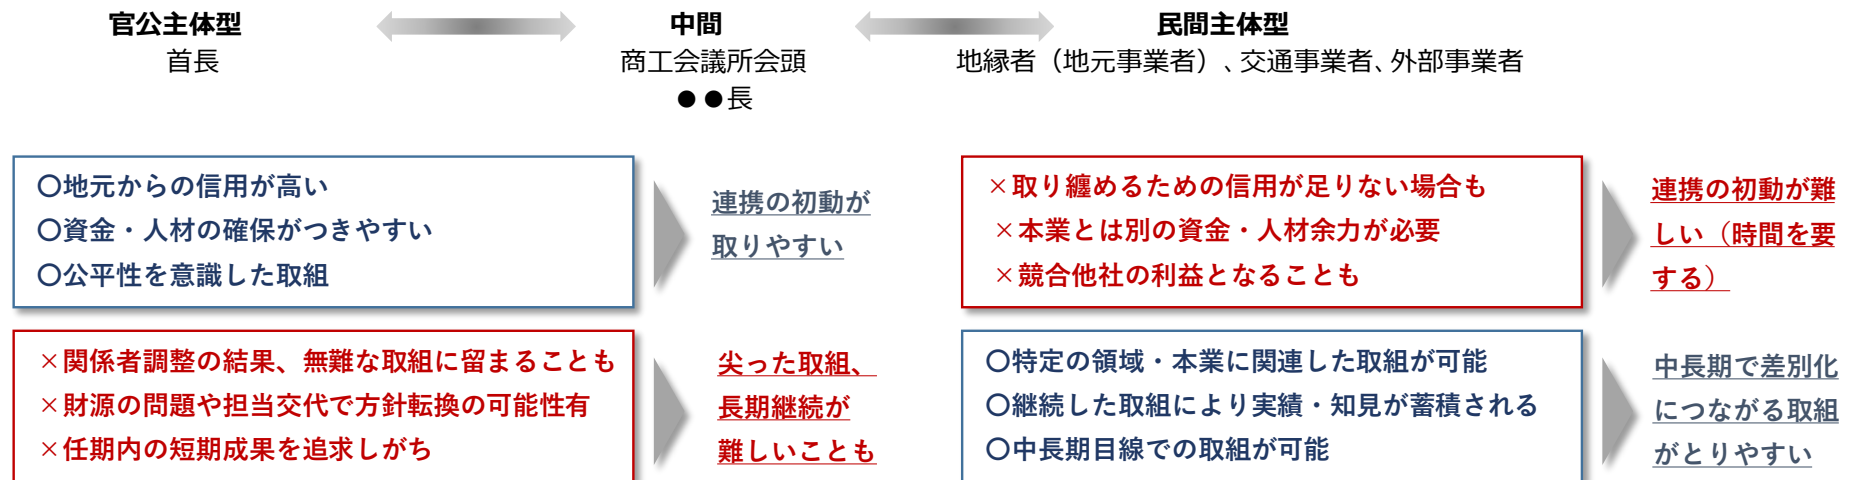 官公主体型
首長
中間
商工会議所会頭
●●長
民間主体型
地縁者（地元事業者）、交通事業者、外部事業者
〇地元からの信用が高い
〇資金・人材の確保がつきやすい
〇公平性を意識した取組
連携の初動が
取りやすい
×取り纏めるための信用が足りない場合も
×本業とは別の資金・人材余力が必要
×競合他社の利益となることも
連携の初動が難
しい（時間を要
する）
×関係者調整の結果、無難な取組に留まることも
×財源の問題や担当交代で方針転換の可能性有
×任期内の短期成果を追求しがち
尖った取組、
長期継続が
難しいことも
〇特定の領域・本業に関連した取組が可能
〇継続した取組により実績・知見が蓄積される
〇中長期目線での取組が可能
中長期で差別化
につながる取組
がとりやすい